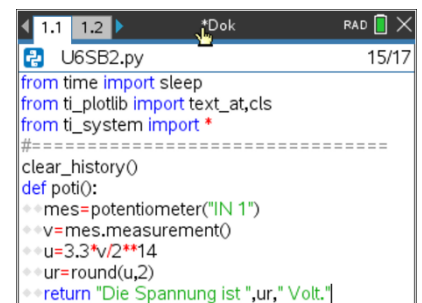 1.1 1.2 *Dok RAD
U6SB2.py 15/17
from time import sleep
from ti_plotlib import text_at,cls
from ti_system import *
#=================================
clear_history()
def poti():
◆◆mes=potentiometer("IN 1")
◆◆v=mes.measurement()
◆◆u=3.3*v/2**14
◆◆ur=round(u,2)
◆◆return "Die Spannung ist ",ur," Volt."